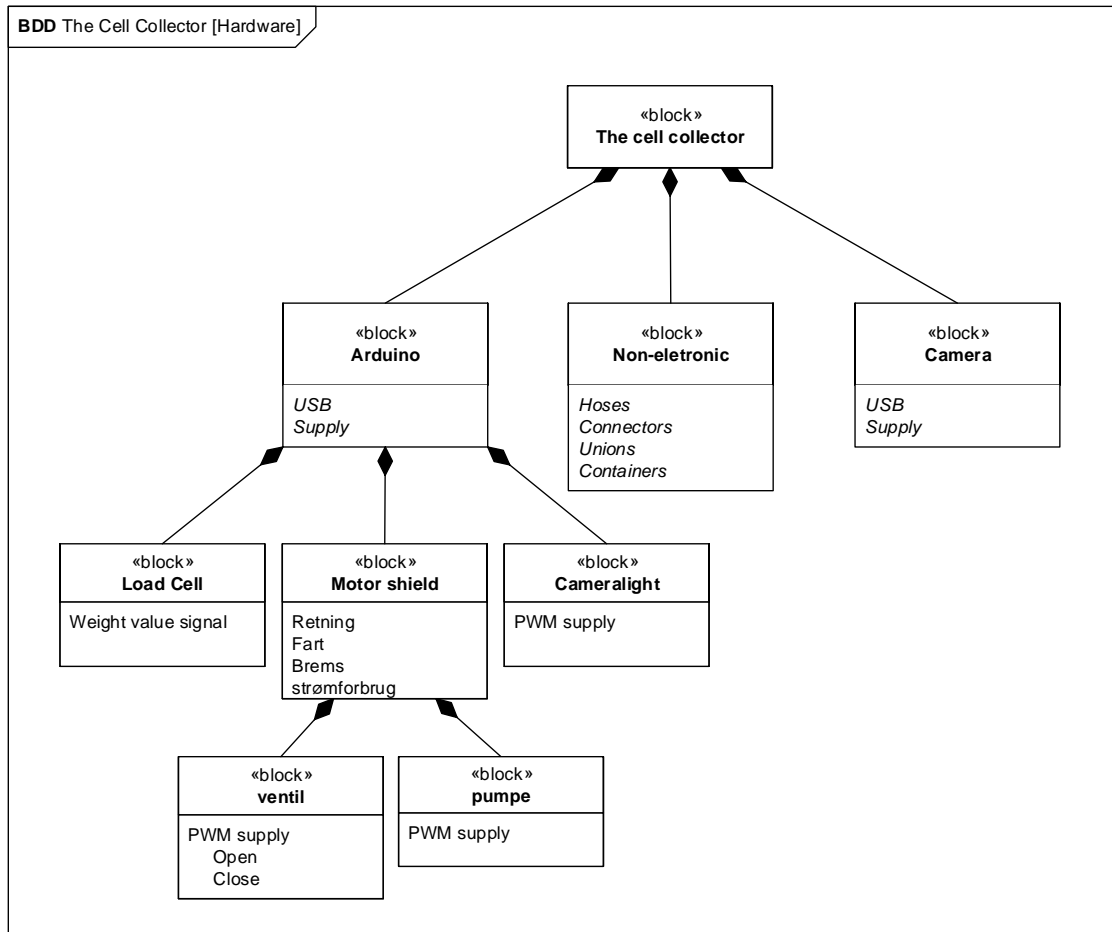 BDD The Cell Collector [Hardware]
«block»
The cell collector
«block»
Arduino
USB
Supply
«block»
Non-eletronic
Hoses
Connectors
Unions
Containers
«block»
Camera
USB
Supply
«block»
Load Cell
Weight value signal
«block»
Motor shield
Retning
Fart
Brems
strømforbrug
«block»
Cameralight
PWM supply
«block»
ventil
PWM supply
Open
Close
«block»
pumpe
PWM supply